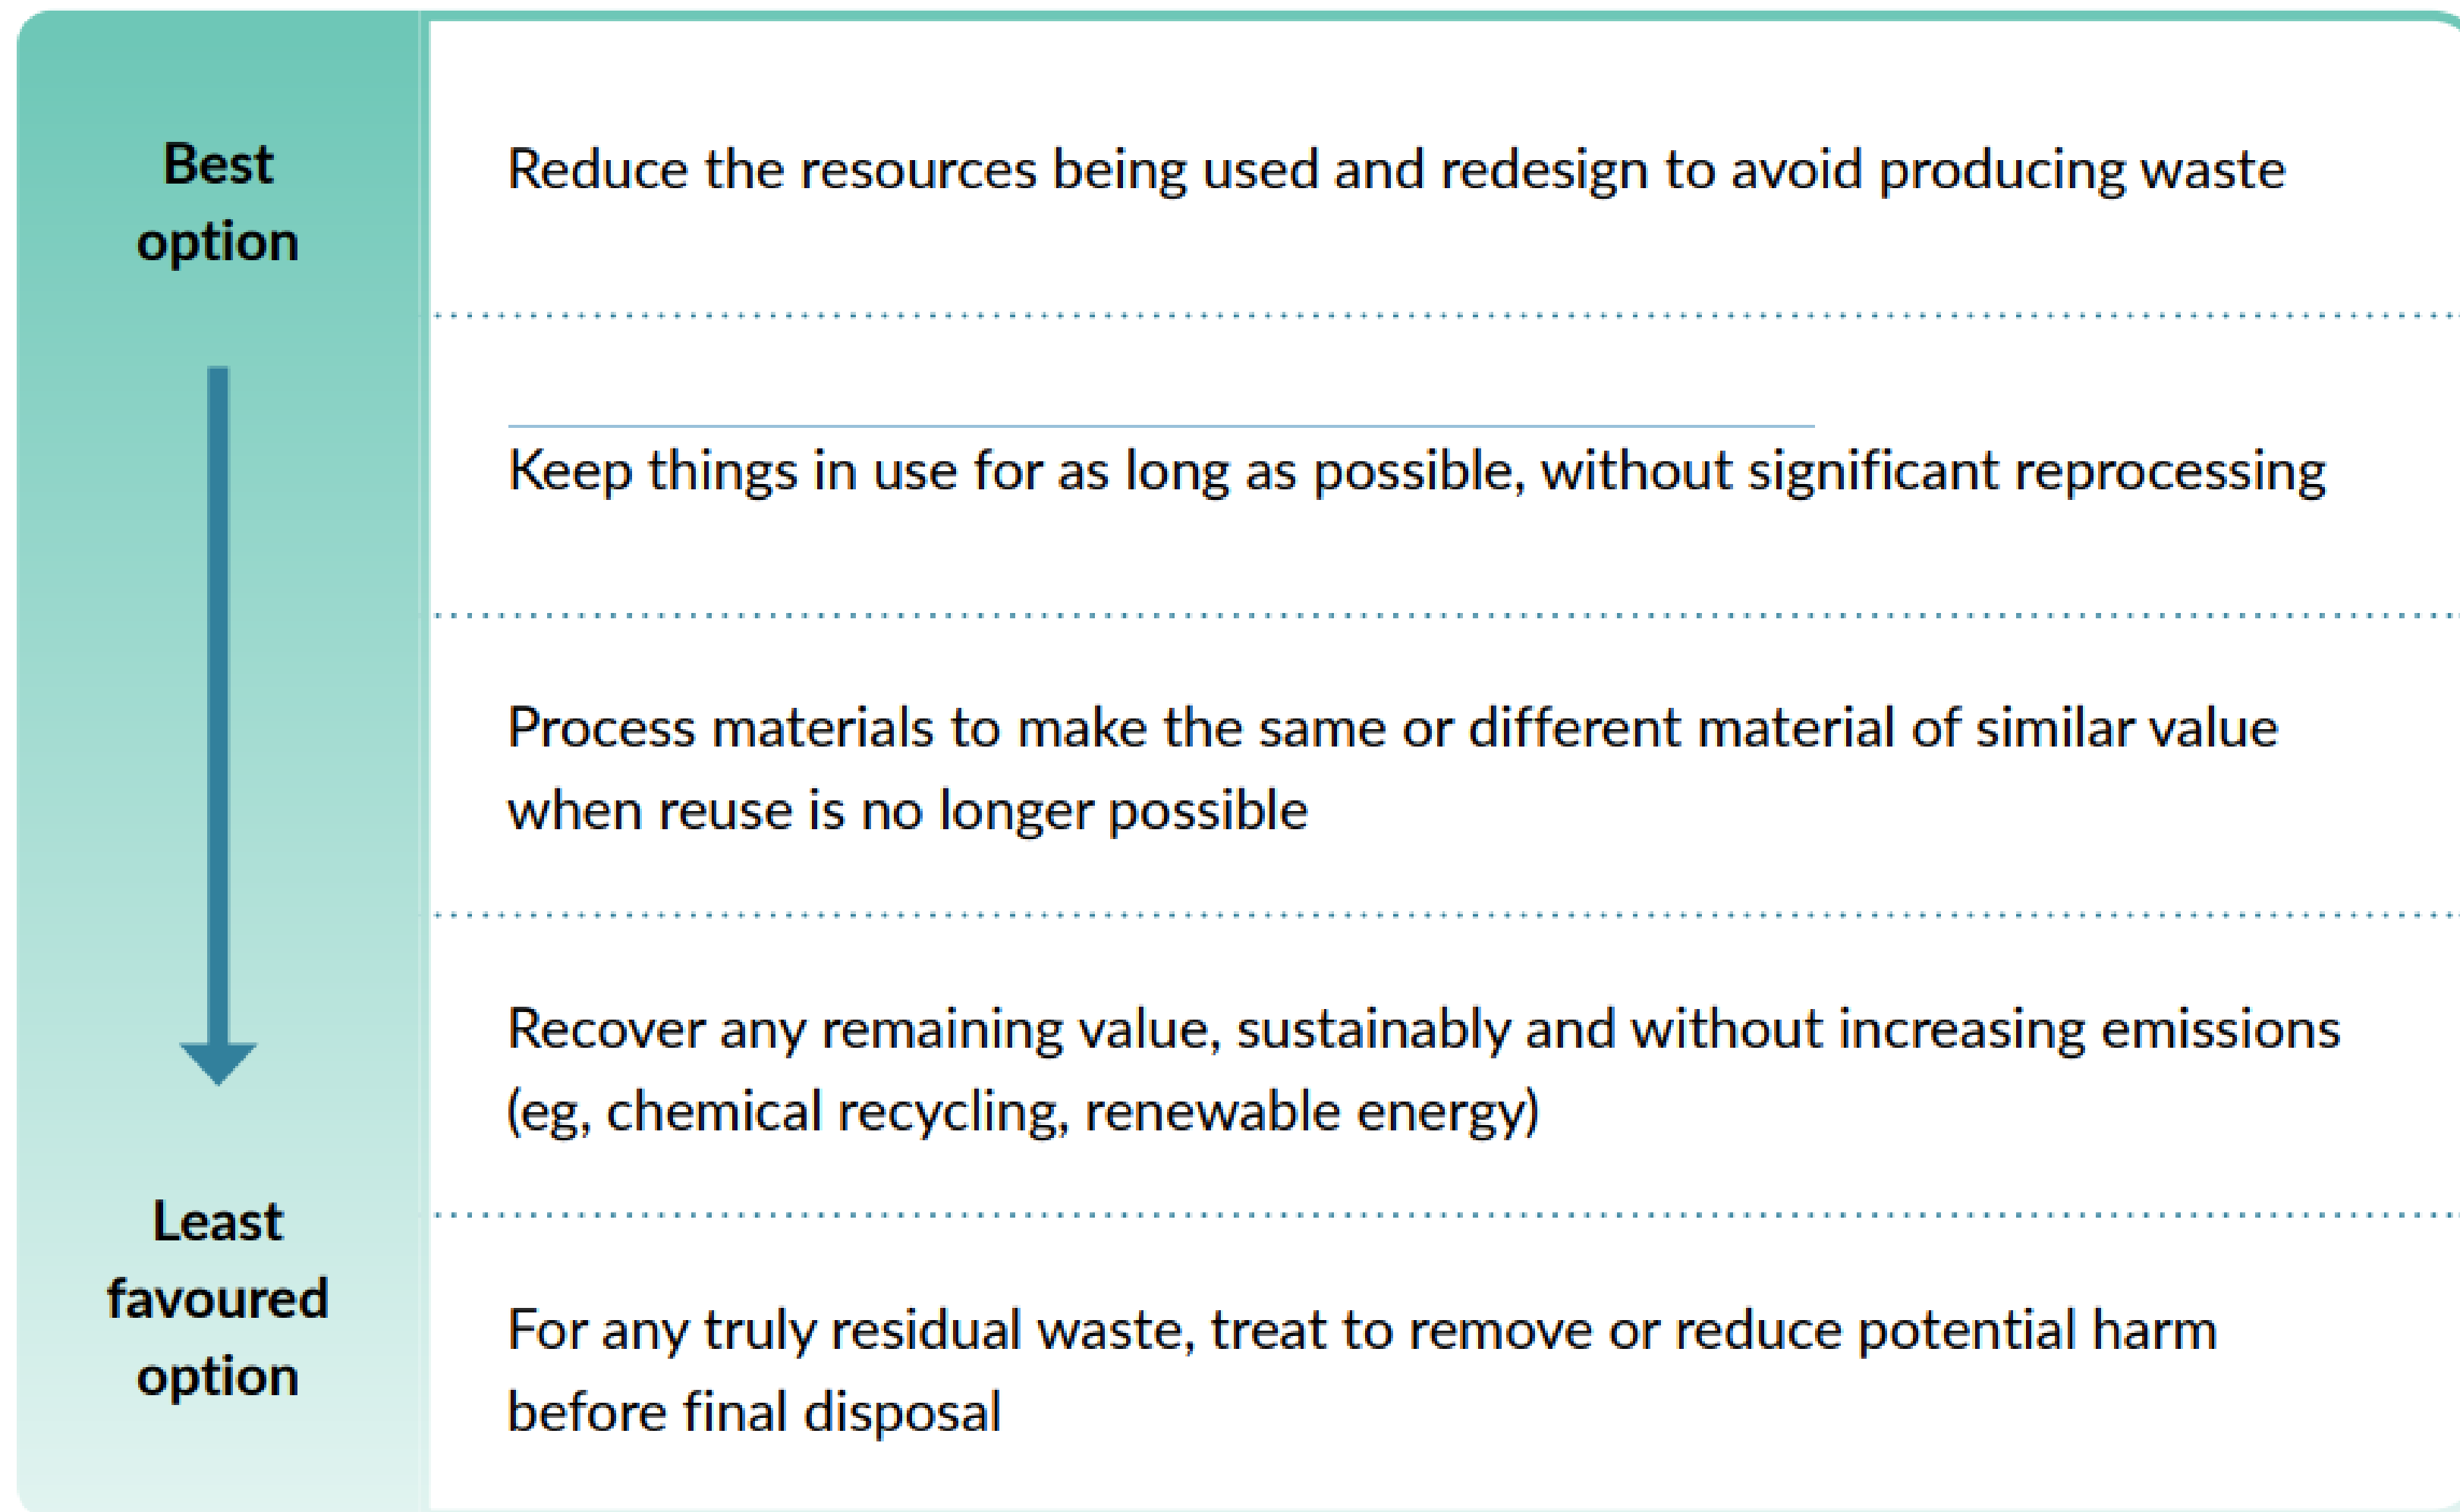 Best
option
Reduce the resources being used and redesign to avoid producing waste
Keep things in use for as long as possible, without significant reprocessing
Process materials to make the same or different material of similar value
when reuse is no longer possible
Recover any remaining value, sustainably and without increasing emissions
(eg, chemical recycling, renewable energy)
Least
favoured
option
For any truly residual waste, treat to remove or reduce potential harm
before final disposal